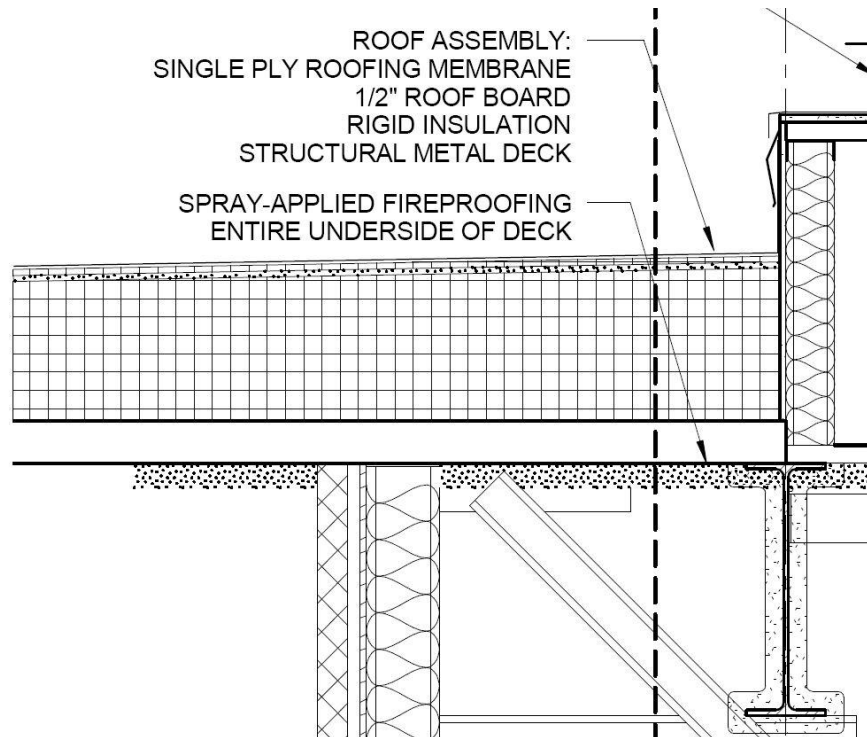 ROOF ASSEMBLY:
SINGLE PLY ROOFING MEMBRANE
1/2" ROOF BOARD
RIGID INSULATION
STRUCTURAL METAL DECK
SPRAY-APPLIED FIREPROOFING
ENTIRE UNDERSIDE OF DECK